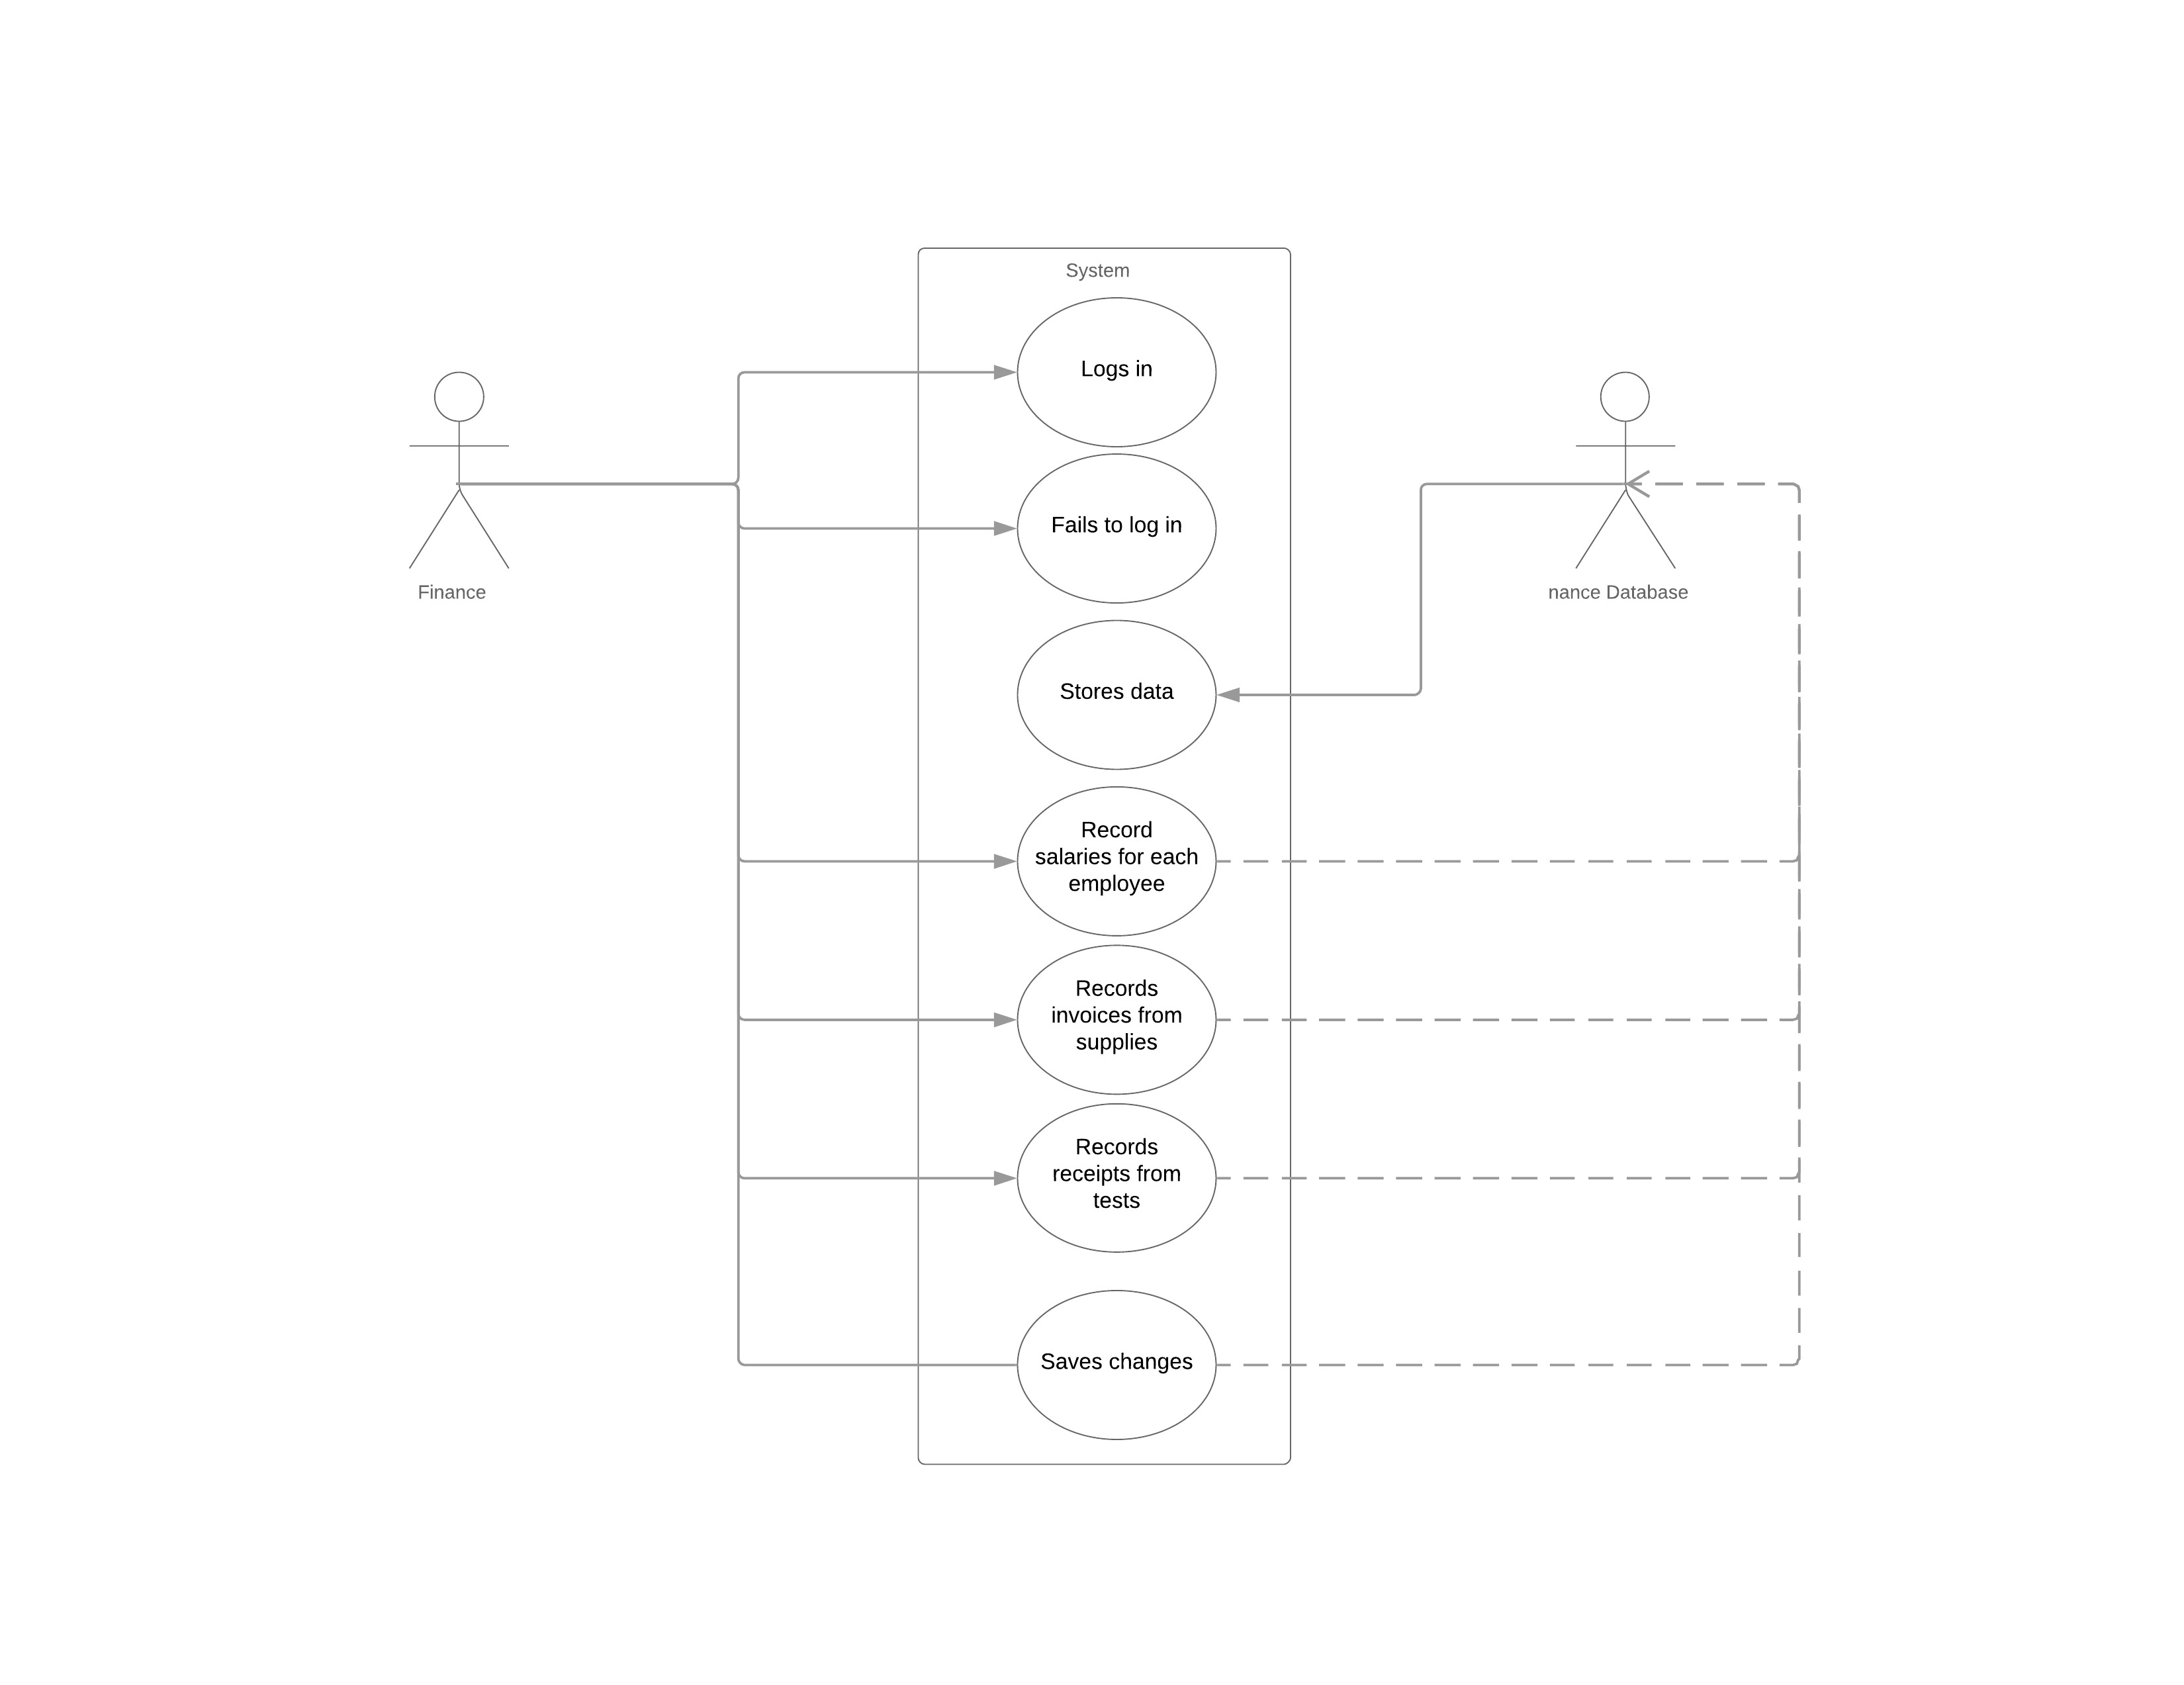 System
Logs in
Fails to log in
Finance
nance Database
Stores data
Record
salaries for each
employee
Records
invoices from
supplies
Records
receipts from
tests
Saves changes